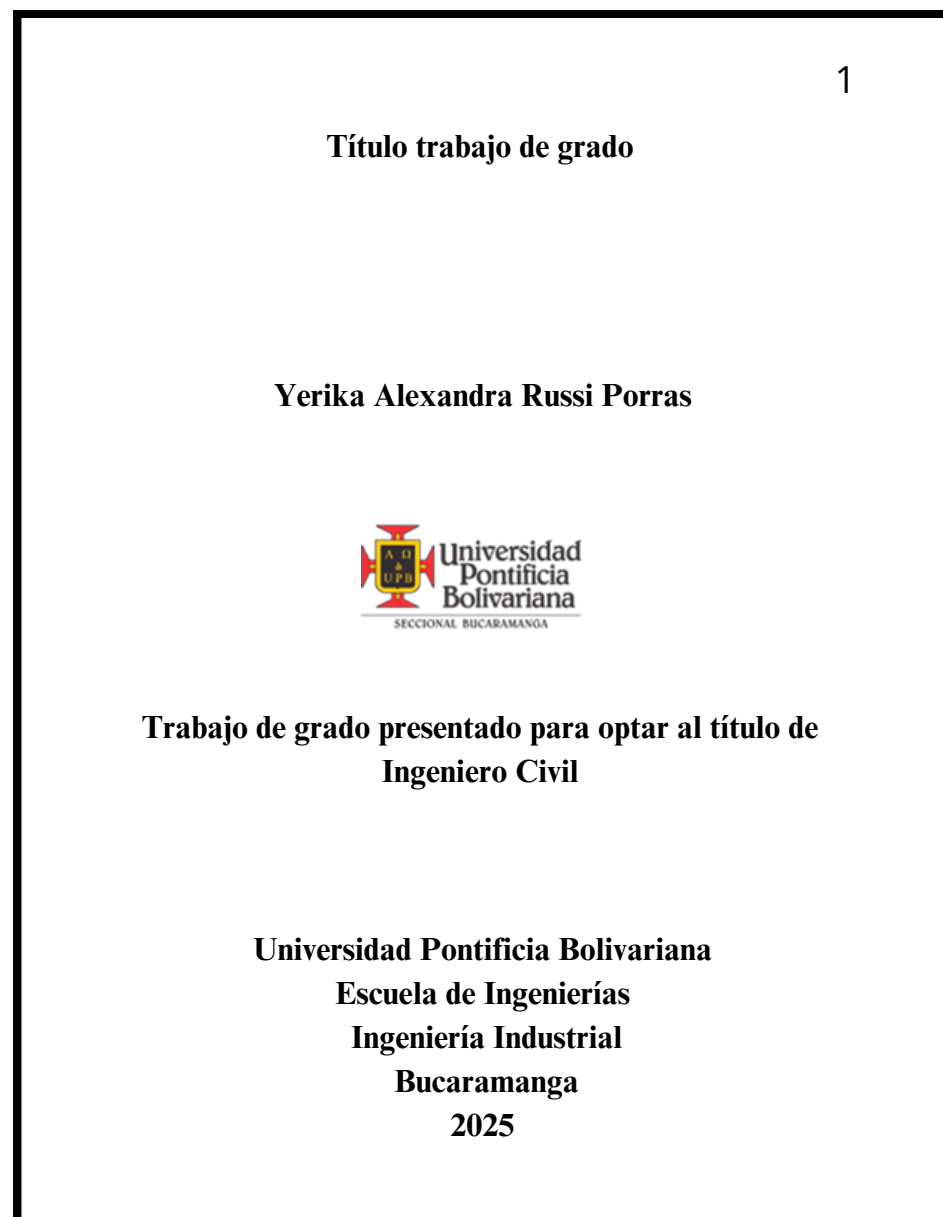 1
Título trabajo de grado
Yerika Alexandra Russi Porras
Α Ω
&
UPB
Universidad
Pontificia
Bolivariana
SECCIONAL BUCARAMANGA
Trabajo de grado presentado para optar al título de
Ingeniero Civil
Universidad Pontificia Bolivariana
Escuela de Ingenierías
Ingeniería Industrial
Bucaramanga
2025